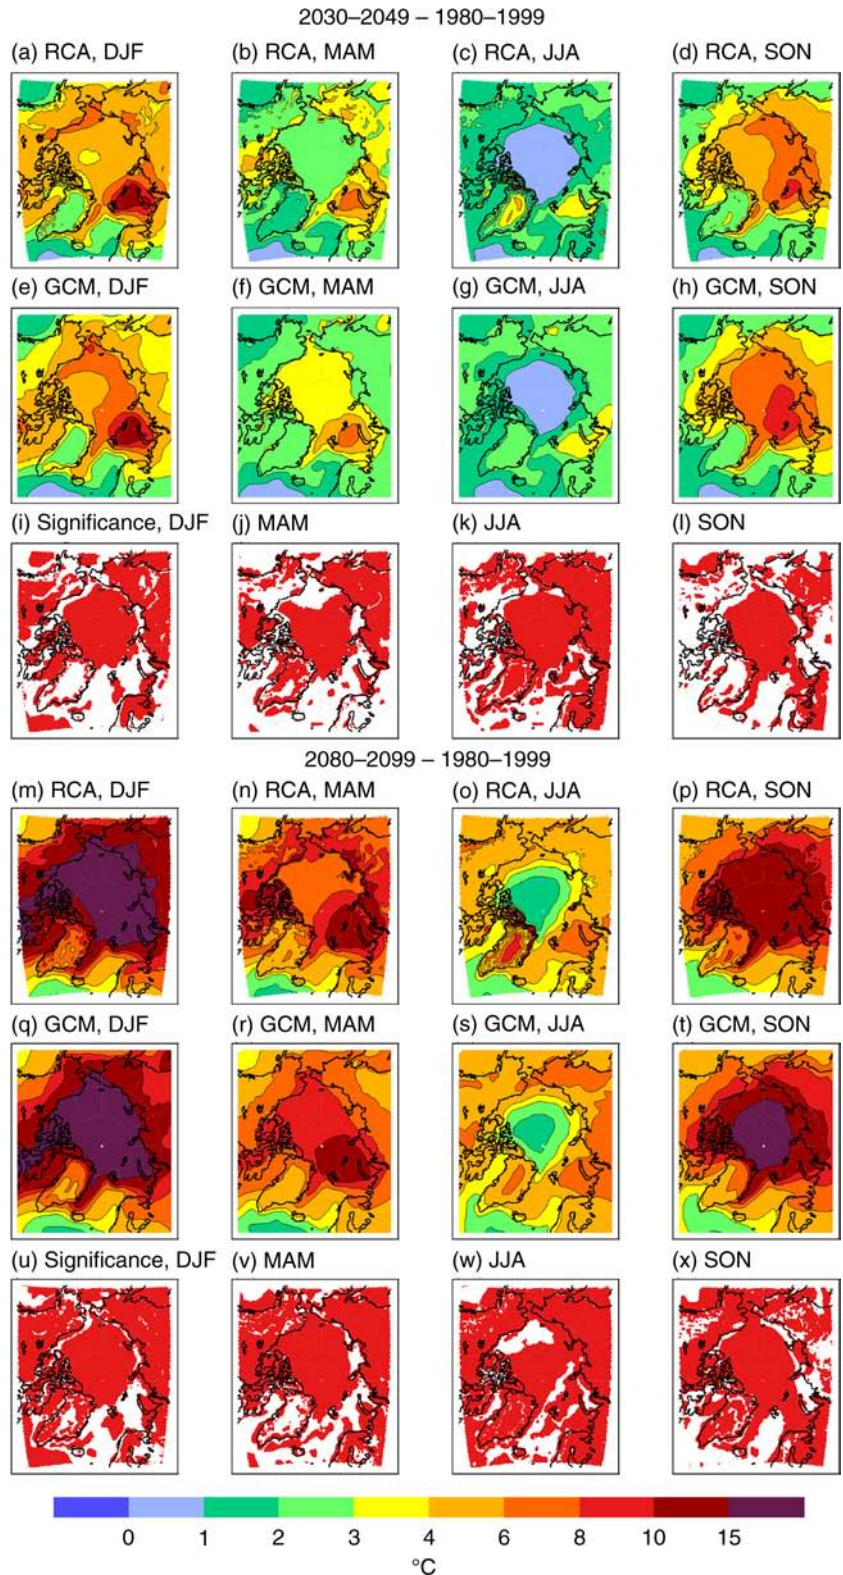 2030–2049 – 1980–1999
(a) RCA, DJF (b) RCA, MAM (c) RCA, JJA (d) RCA, SON
(e) GCM, DJF (f) GCM, MAM (g) GCM, JJA (h) GCM, SON
(i) Significance, DJF (j) MAM (k) JJA (l) SON
2080–2099 – 1980–1999
(m) RCA, DJF (n) RCA, MAM (o) RCA, JJA (p) RCA, SON
(q) GCM, DJF (r) GCM, MAM (s) GCM, JJA (t) GCM, SON
(u) Significance, DJF (v) MAM (w) JJA (x) SON
0 1 2 3 4 6 8 10 15
°C